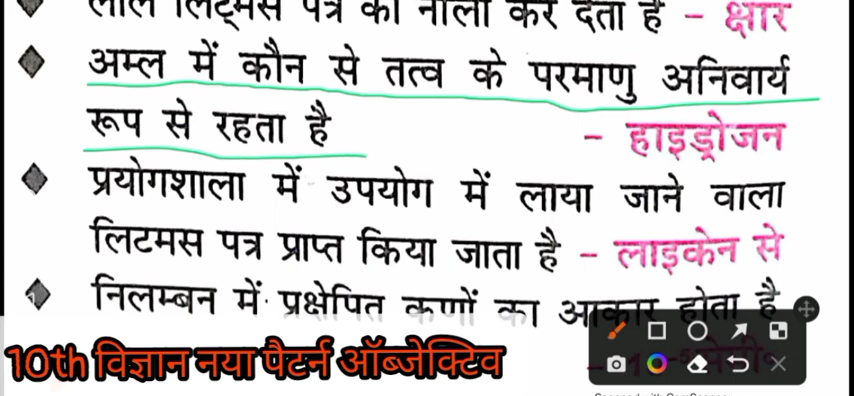 लाल लिट्मस पत्र को नीला कर देता है - क्षार
अम्ल में कौन से तत्व के परमाणु अनिवार्य
रूप से रहता है - हाइड्रोजन
प्रयोगशाला में उपयोग में लाया जाने वाला
लिटमस पत्र प्राप्त किया जाता है - लाइकेन से
निलम्बन में प्रक्षेपित कणों का आकार होता है
10th विज्ञान नया पैटर्न ऑब्जेक्टिव